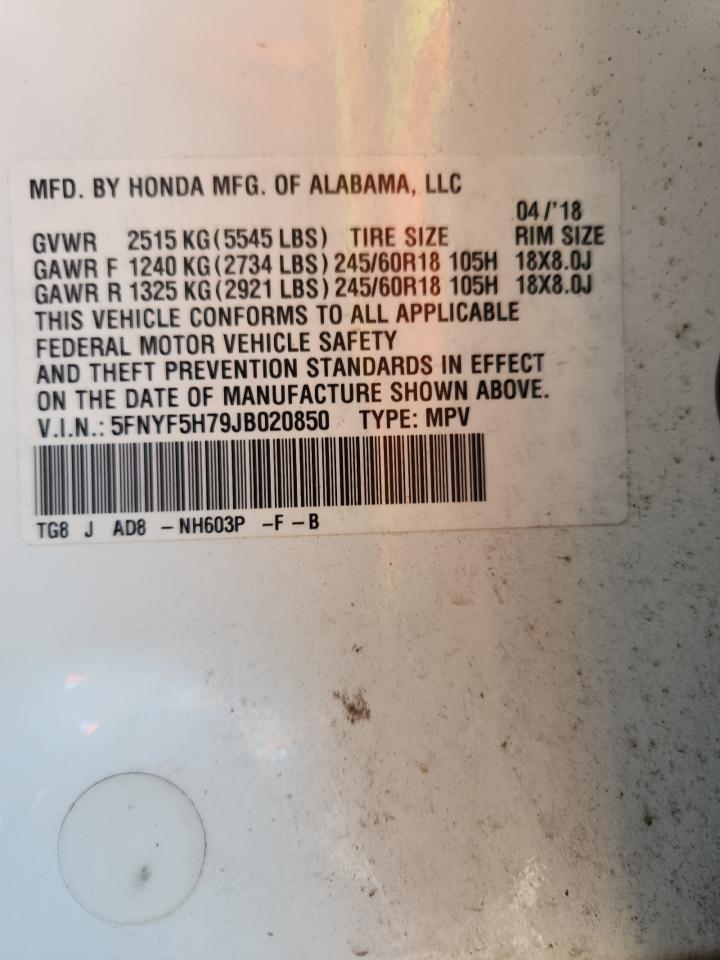 MFD. BY HONDA MFG. OF ALABAMA, LLC
04/'18
GVWR 2515 KG(5545 LBS) TIRE SIZE RIM SIZE
GAWR F 1240 KG(2734 LBS) 245/60R18 105H 18X8.0J
GAWR R 1325 KG(2921 LBS) 245/60R18 105H 18X8.0J
THIS VEHICLE CONFORMS TO ALL APPLICABLE
FEDERAL MOTOR VEHICLE SAFETY
AND THEFT PREVENTION STANDARDS IN EFFECT
ON THE DATE OF MANUFACTURE SHOWN ABOVE.
V.I.N.: 5FNYF5H79JB020850 TYPE: MPV
TG8 J AD8 -NH603P -F-B